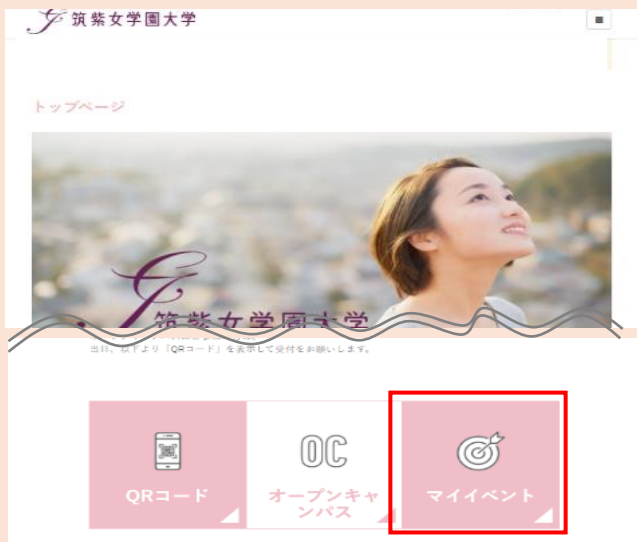 筑紫女学園大学
トップページ
筑紫女学園大学
当日、以下より「QRコード」を表示して受付をお願いします。
QRコード
OC
オープンキャ
ンパス
マイイベント